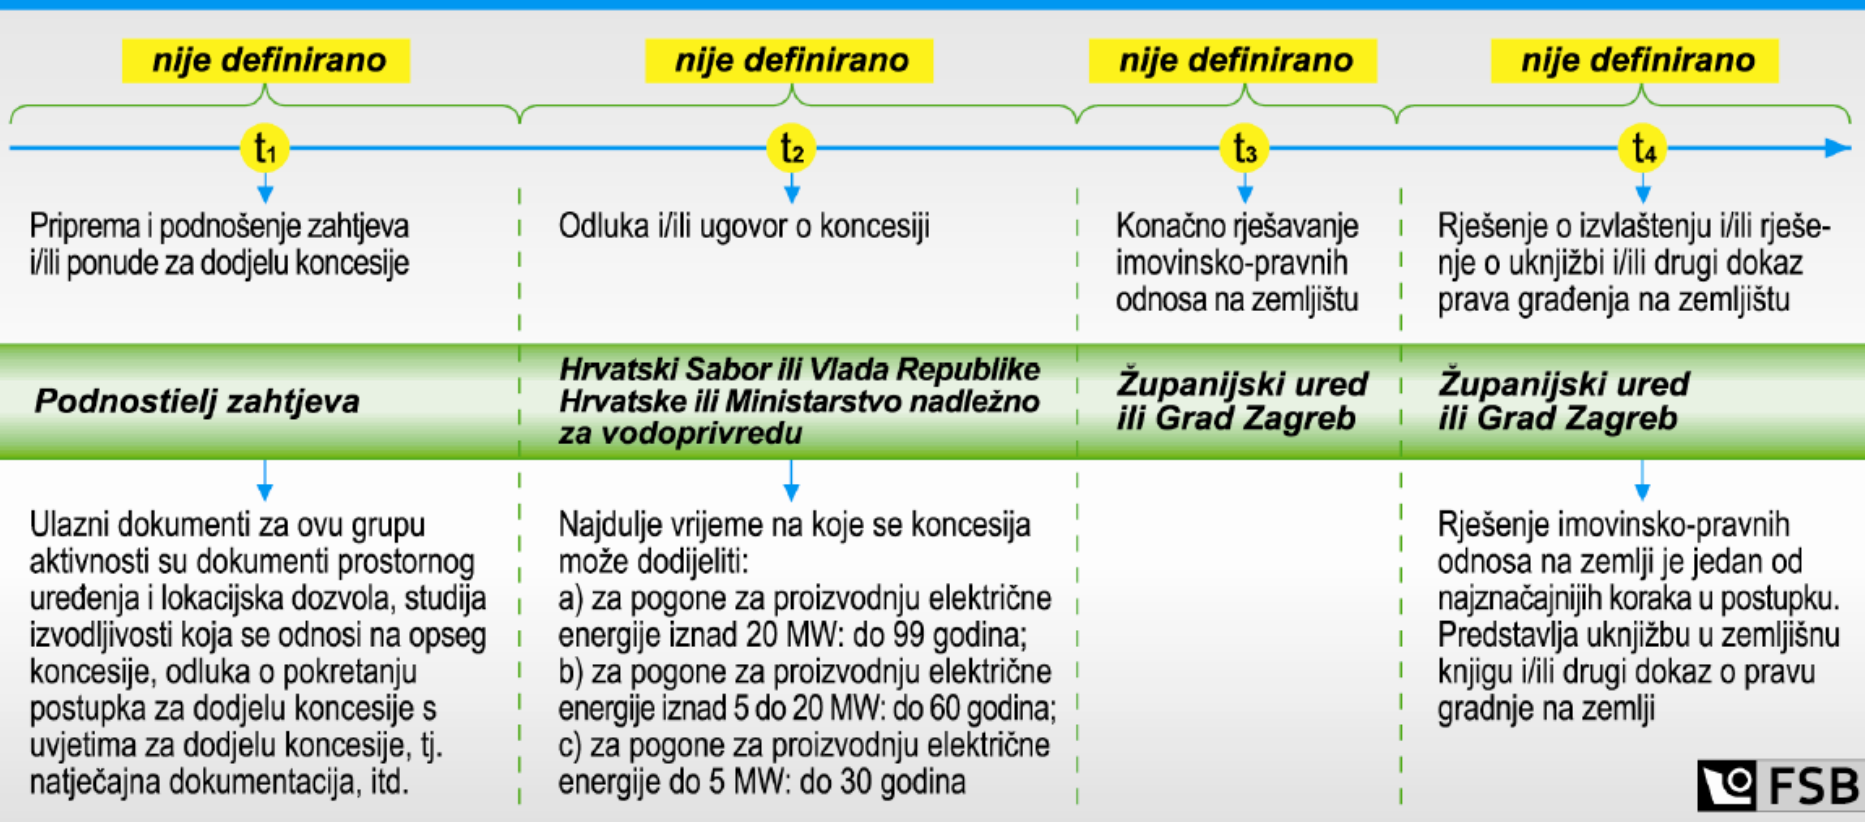 nije definirano
nije definirano
nije definirano
nije definirano
t1
t2
t3
t4
Priprema i podnošenje zahtjeva
i/ili ponude za dodjelu koncesije
Odluka i/ili ugovor o koncesiji
Konačno rješavanje
imovinsko-pravnih
odnosa na zemljištu
Rješenje o izvlaštenju i/ili rješe-
nje o uknjižbi i/ili drugi dokaz
prava građenja na zemljištu
Podnostielj zahtjeva
Hrvatski Sabor ili Vlada Republike
Hrvatske ili Ministarstvo nadležno
za vodoprivredu
Županijski ured
ili Grad Zagreb
Županijski ured
ili Grad Zagreb
Ulazni dokumenti za ovu grupu
aktivnosti su dokumenti prostornog
uređenja i lokacijska dozvola, studija
izvodljivosti koja se odnosi na opseg
koncesije, odluka o pokretanju
postupka za dodjelu koncesije s
uvjetima za dodjelu koncesije, tj.
natječajna dokumentacija, itd.
Najdulje vrijeme na koje se koncesija
može dodijeliti:
a) za pogone za proizvodnju električne
energije iznad 20 MW: do 99 godina;
b) za pogone za proizvodnju električne
energije iznad 5 do 20 MW: do 60 godina;
c) za pogone za proizvodnju električne
energije do 5 MW: do 30 godina
Rješenje imovinsko-pravnih
odnosa na zemlji je jedan od
najznačajnijih koraka u postupku.
Predstavlja uknjižbu u zemljišnu
knjigu i/ili drugi dokaz o pravu
gradnje na zemlji
FSB